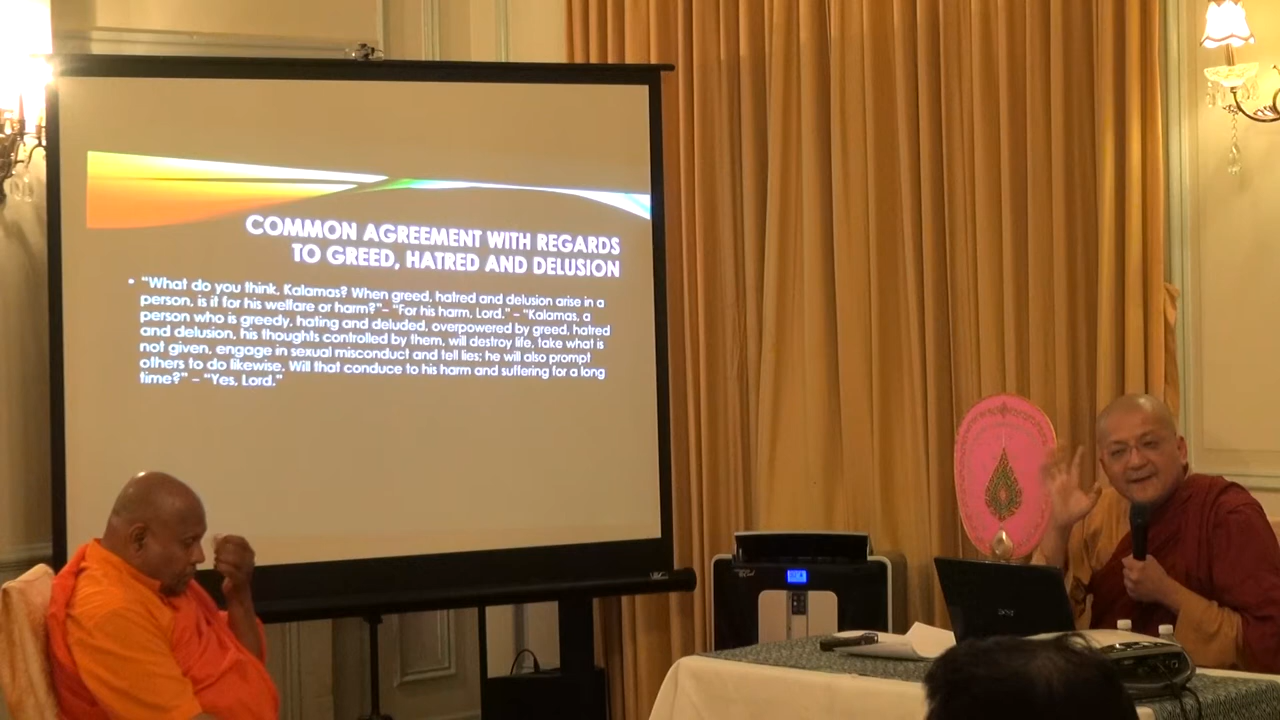 COMMON AGREEMENT WITH REGARDS
TO GREED, HATRED AND DELUSION
• “What do you think, Kalamas? When greed, hatred and delusion arise in a
person, is it for his welfare or harm?”– “For his harm, Lord.” – “Kalamas, a
person who is greedy, hating and deluded, overpowered by greed, hatred
and delusion, his thoughts controlled by them, will destroy life, take what is
not given, engage in sexual misconduct and tell lies; he will also prompt
others to do likewise. Will that conduce to his harm and suffering for a long
time?” – “Yes, Lord.”